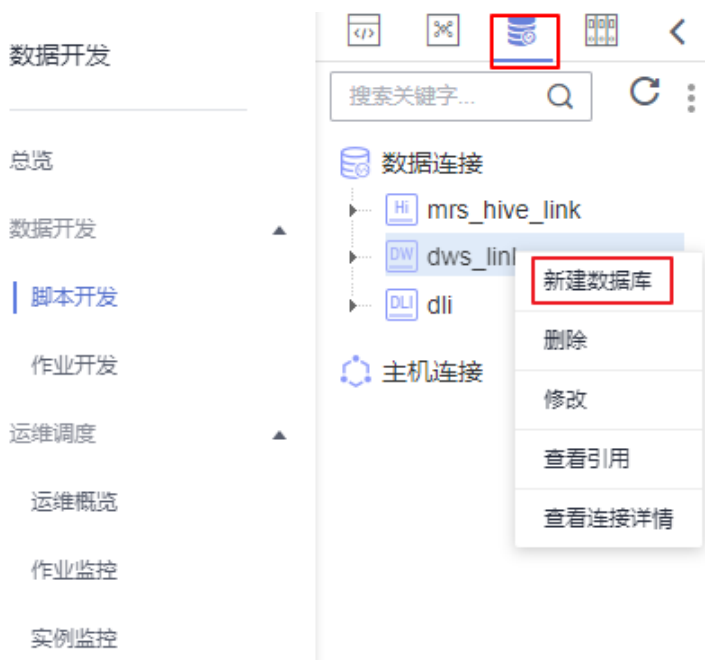 数据开发
总览
数据开发
脚本开发
作业开发
运维调度
运维概览
作业监控
实例监控
</>
搜索关键字...
数据连接
Hi mrs_hive_link
DW dws_lin
DLI dli
主机连接
新建数据库
删除
修改
查看引用
查看连接详情